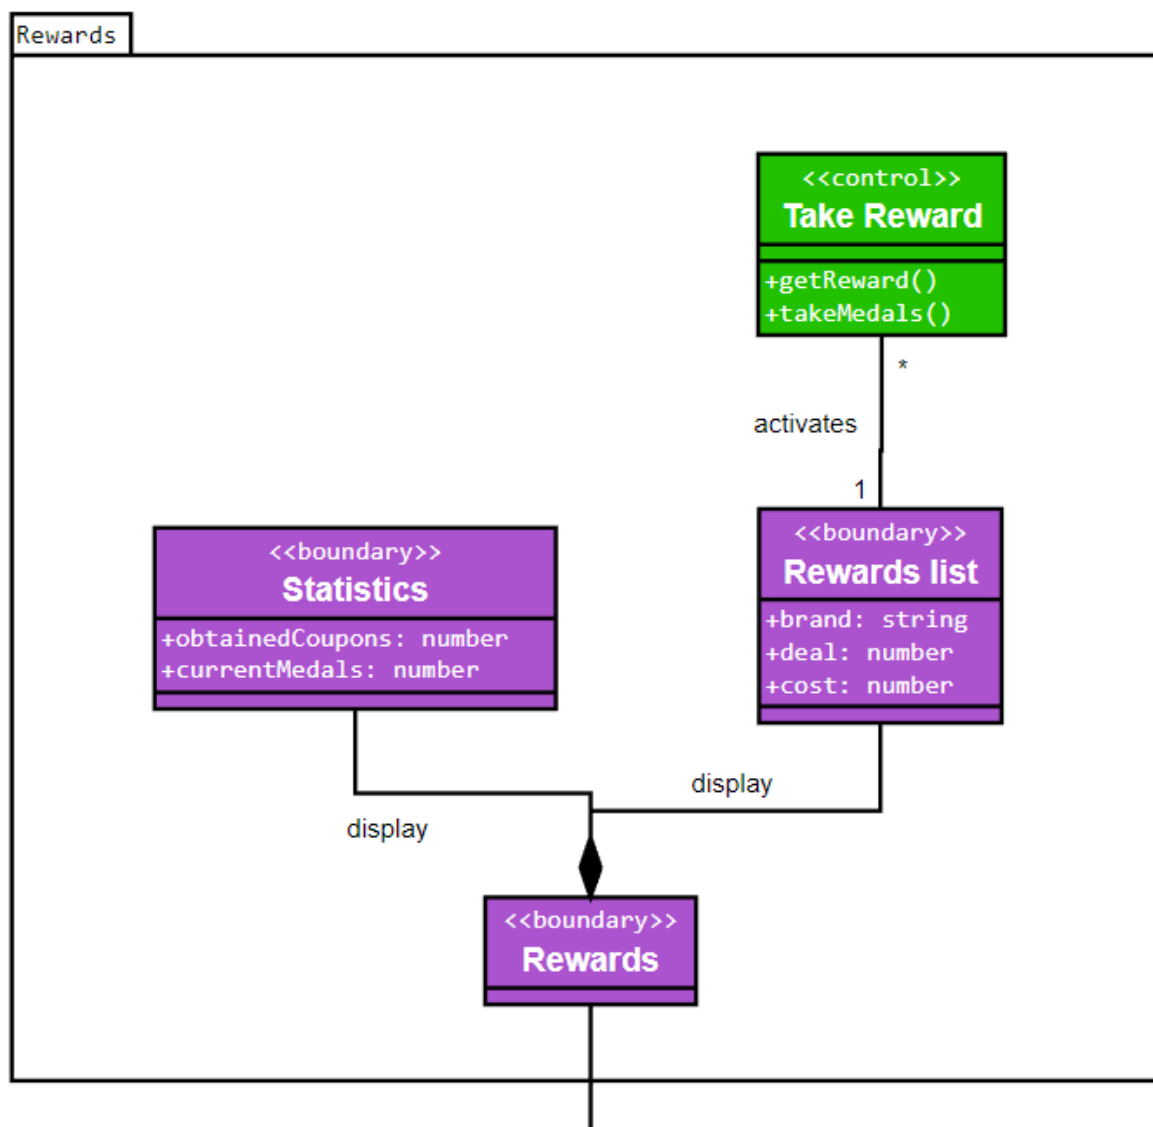 Rewards
<<control>>
Take Reward
+getReward()
+takeMedals()
*
activates
1
<<boundary>>
Statistics
+obtainedCoupons: number
+currentMedals: number
<<boundary>>
Rewards list
+brand: string
+deal: number
+cost: number
display
display
<<boundary>>
Rewards